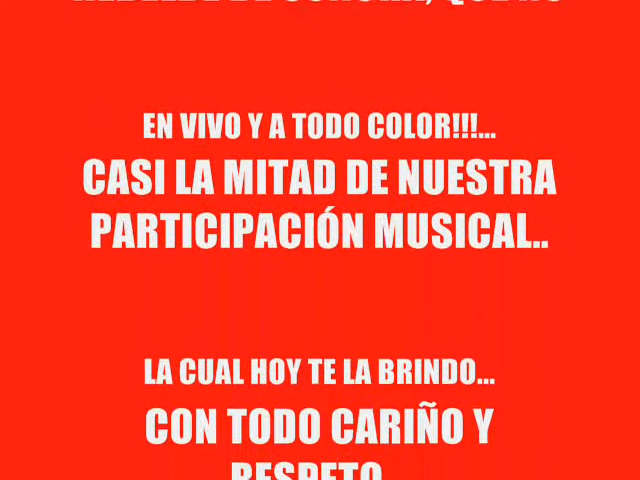 EN VIVO Y A TODO COLOR!!!...
CASI LA MITAD DE NUESTRA
PARTICIPACIÓN MUSICAL..
LA CUAL HOY TE LA BRINDO...
CON TODO CARIÑO Y
RESPETO